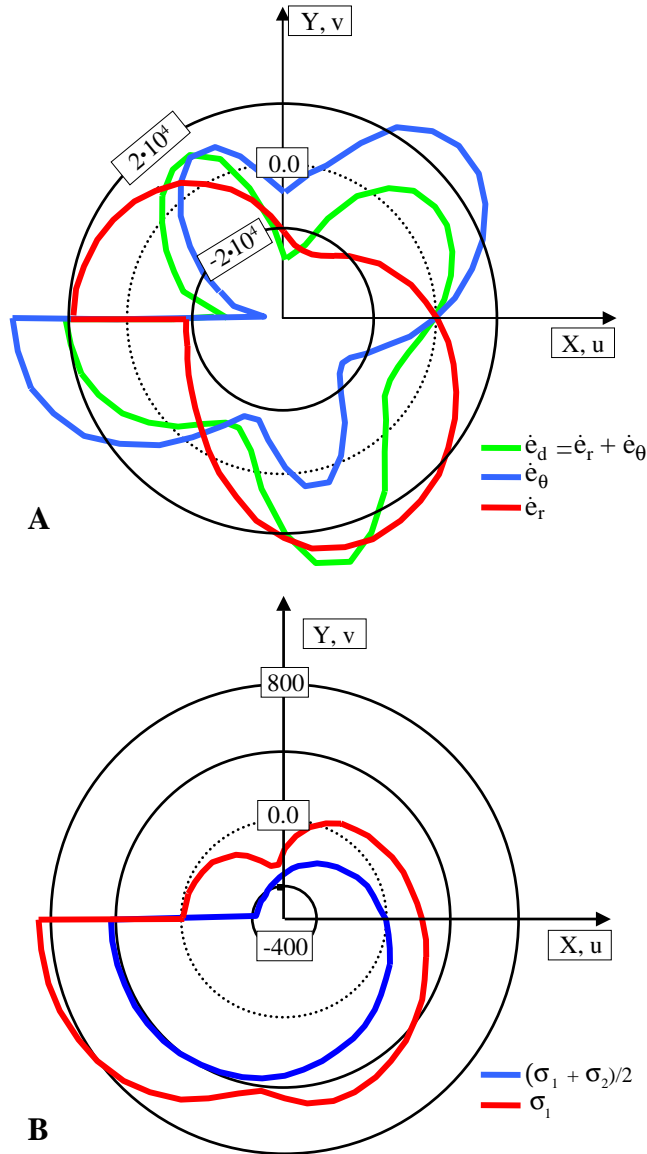 Y, v
2•10⁴
0.0
-2•10⁴
X, u
ė_d = ė_r + ė_θ
ė_θ
ė_r
A
Y, v
800
0.0
-400
X, u
(σ₁ + σ₂)/2
σ₁
B